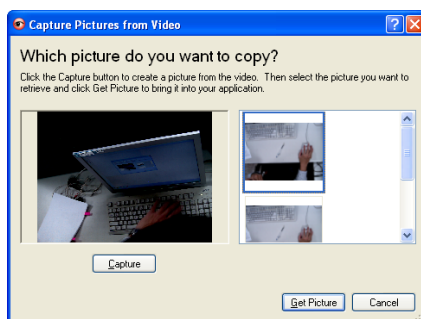 Capture Pictures from Video
Which picture do you want to copy?
Click the Capture button to create a picture from the video. Then select the picture you want to
retrieve and click Get Picture to bring it into your application.
Capture
Get Picture
Cancel